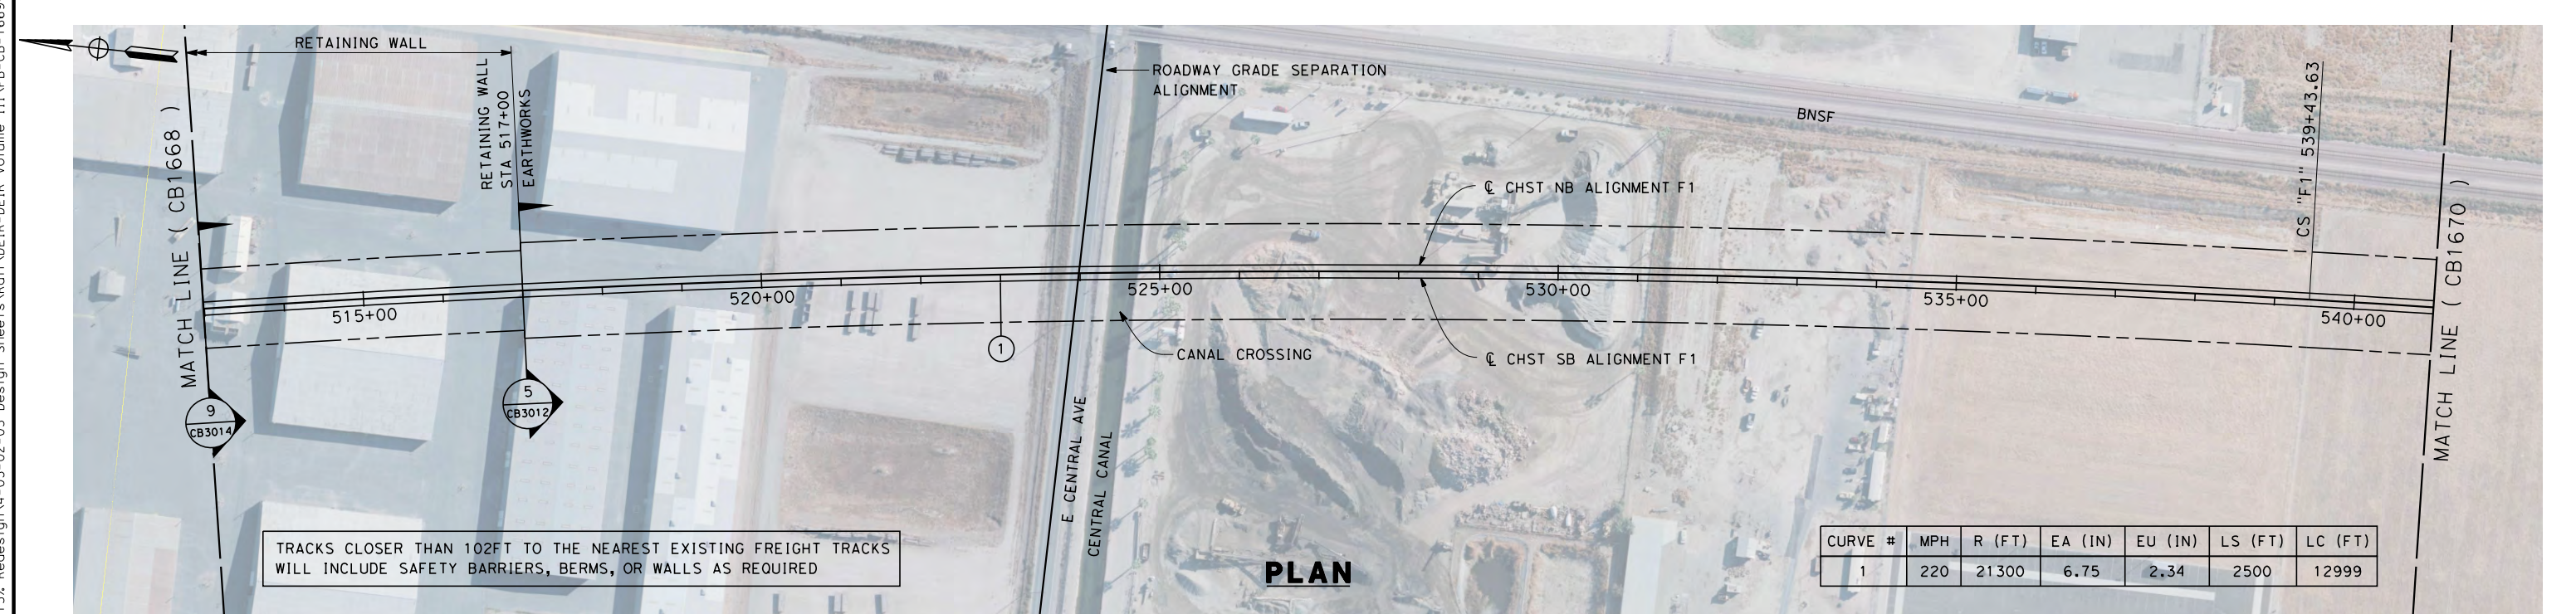 RETAINING WALL
RETAINING WALL
STA 517+00
EARTHWORKS
MATCH LINE ( CB1668 )
ROADWAY GRADE SEPARATION
ALIGNMENT
BNSF
CS "F1" 539+43.63
MATCH LINE ( CB1670 )
℄ CHST NB ALIGNMENT F1
515+00
520+00
525+00
530+00
535+00
540+00
1
CANAL CROSSING
℄ CHST SB ALIGNMENT F1
9
CB3014
5
CB3012
E CENTRAL AVE
CENTRAL CANAL
TRACKS CLOSER THAN 102FT TO THE NEAREST EXISTING FREIGHT TRACKS
WILL INCLUDE SAFETY BARRIERS, BERMS, OR WALLS AS REQUIRED
PLAN
CURVE # MPH R (FT) EA (IN) EU (IN) LS (FT) LC (FT)
1 220 21300 6.75 2.34 2500 12999